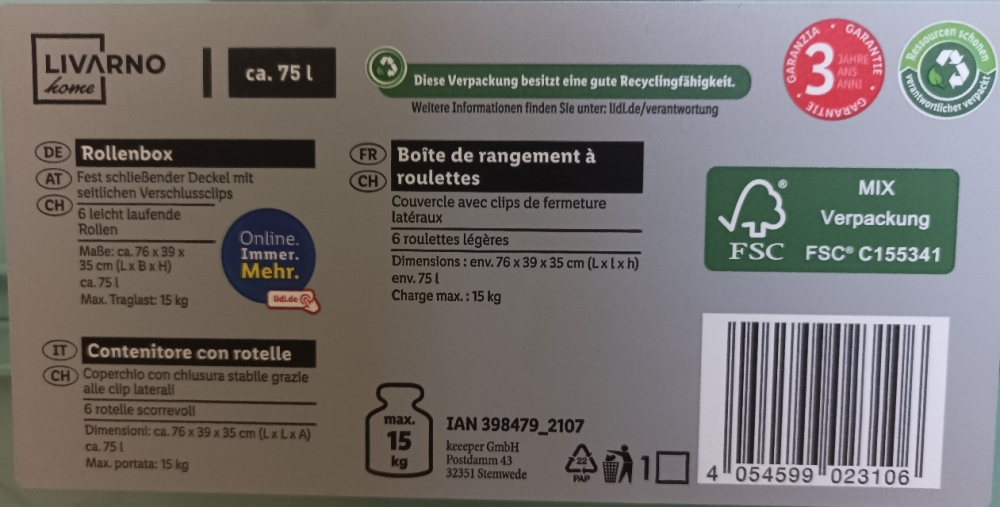 LIVARNO
home
ca. 75 l
Diese Verpackung besitzt eine gute Recyclingfähigkeit.
Weitere Informationen finden Sie unter: lidl.de/verantwortung
GARANZIA • GARANTIE • GARANTIE
3 JAHRE
ANS
ANNI
Ressourcen schonen
verantwortlicher verpackt
DE Rollenbox
AT Fest schließender Deckel mit
seitlichen Verschlussclips
CH
6 leicht laufende
Rollen
Maße: ca. 76 x 39 x
35 cm (L x B x H)
ca. 75 l
Max. Traglast: 15 kg
Online.
Immer.
Mehr.
lidl.de
FR Boîte de rangement à
CH roulettes
Couvercle avec clips de fermeture
latéraux
6 roulettes légères
Dimensions : env. 76 x 39 x 35 cm (L x l x h)
env. 75 l
Charge max. : 15 kg
FSC®
MIX
Verpackung
FSC® C155341
IT Contenitore con rotelle
CH Coperchio con chiusura stabile grazie
alle clip laterali
6 rotelle scorrevoli
Dimensioni: ca. 76 x 39 x 35 cm (L x L x A)
ca. 75 l
Max. portata: 15 kg
max.
15
kg
IAN 398479_2107
keeeper GmbH
Postdamm 43
32351 Stemwede
22
PAP
1
4 054599 023106